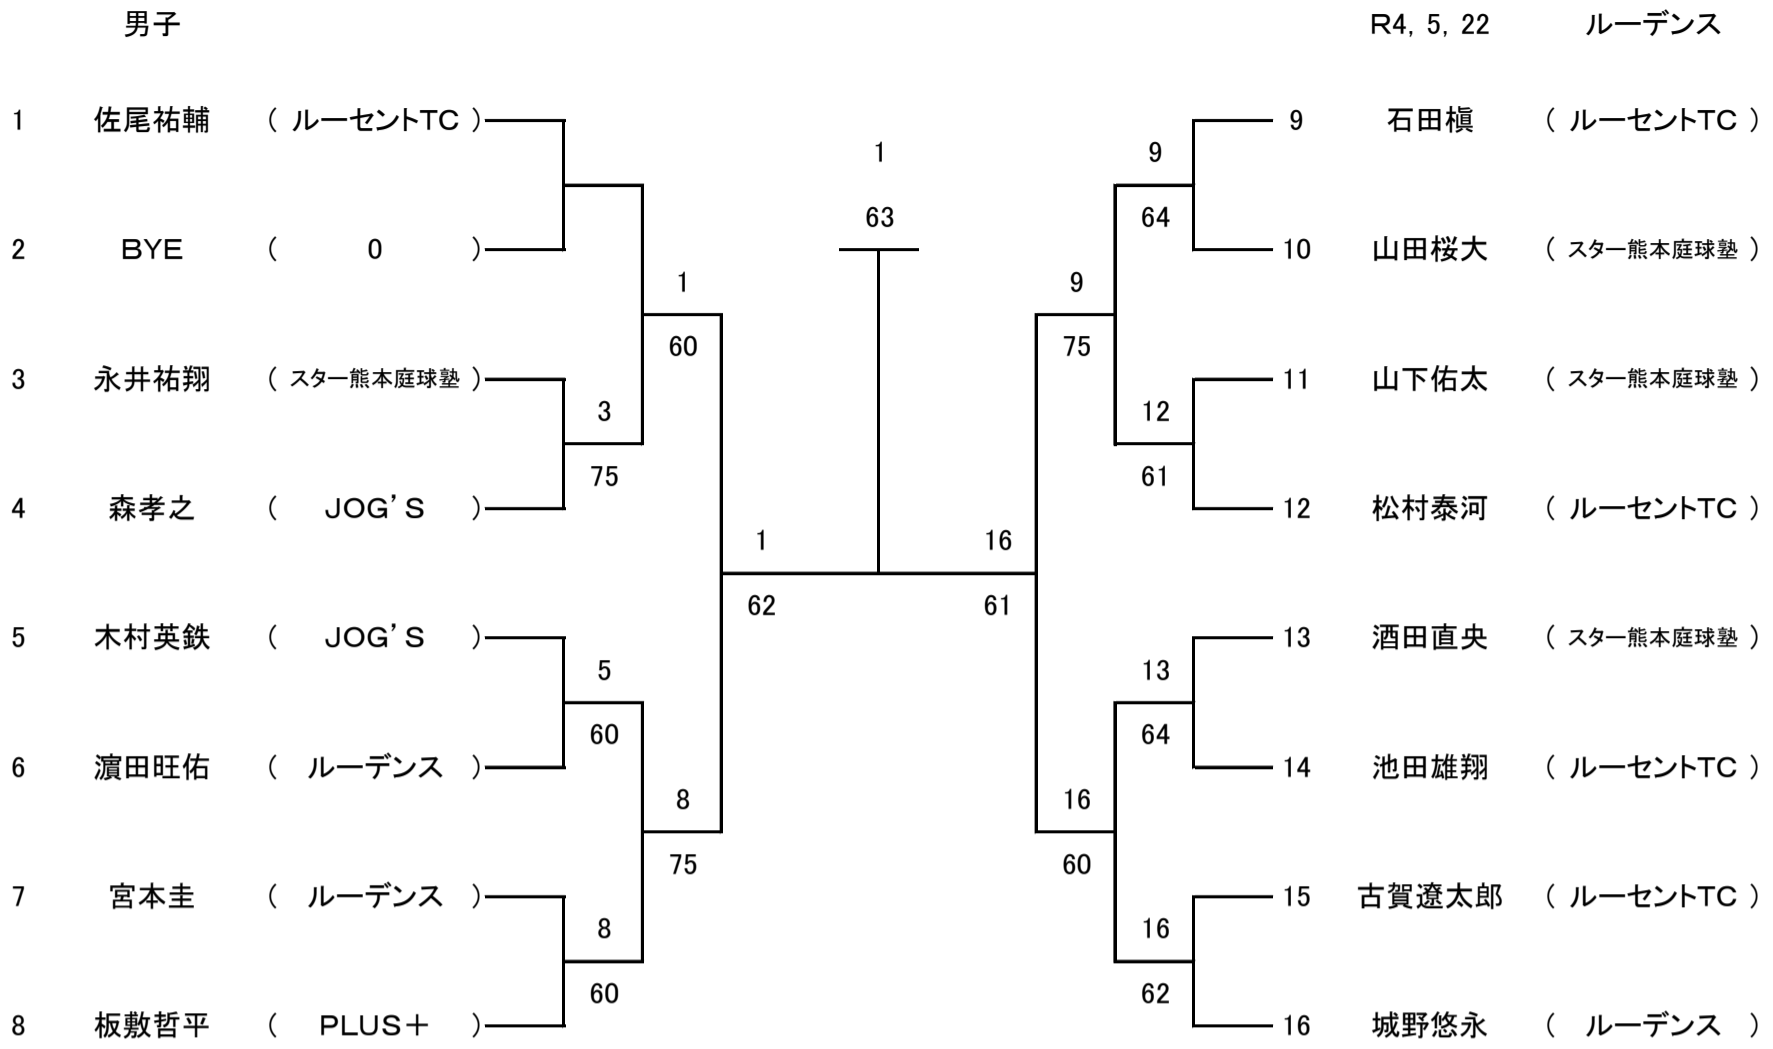 男子 R4, 5, 22 ルーデンス
1 佐尾祐輔 ( ルーセントTC ) 9 石田槇 ( ルーセントTC )
1 9
63 64
2 BYE ( 0 ) 10 山田桜大 ( スター熊本庭球塾 )
1 9
60 75
3 永井祐翔 ( スター熊本庭球塾 ) 11 山下佑太 ( スター熊本庭球塾 )
3 12
75 61
4 森孝之 ( JOG'S ) 12 松村泰河 ( ルーセントTC )
1 16
62 61
5 木村英鉄 ( JOG'S ) 13 酒田直央 ( スター熊本庭球塾 )
5 13
60 64
6 濵田旺佑 ( ルーデンス ) 14 池田雄翔 ( ルーセントTC )
8 16
75 60
7 宮本圭 ( ルーデンス ) 15 古賀遼太郎 ( ルーセントTC )
8 16
60 62
8 板敷哲平 ( PLUS+ ) 16 城野悠永 ( ルーデンス )